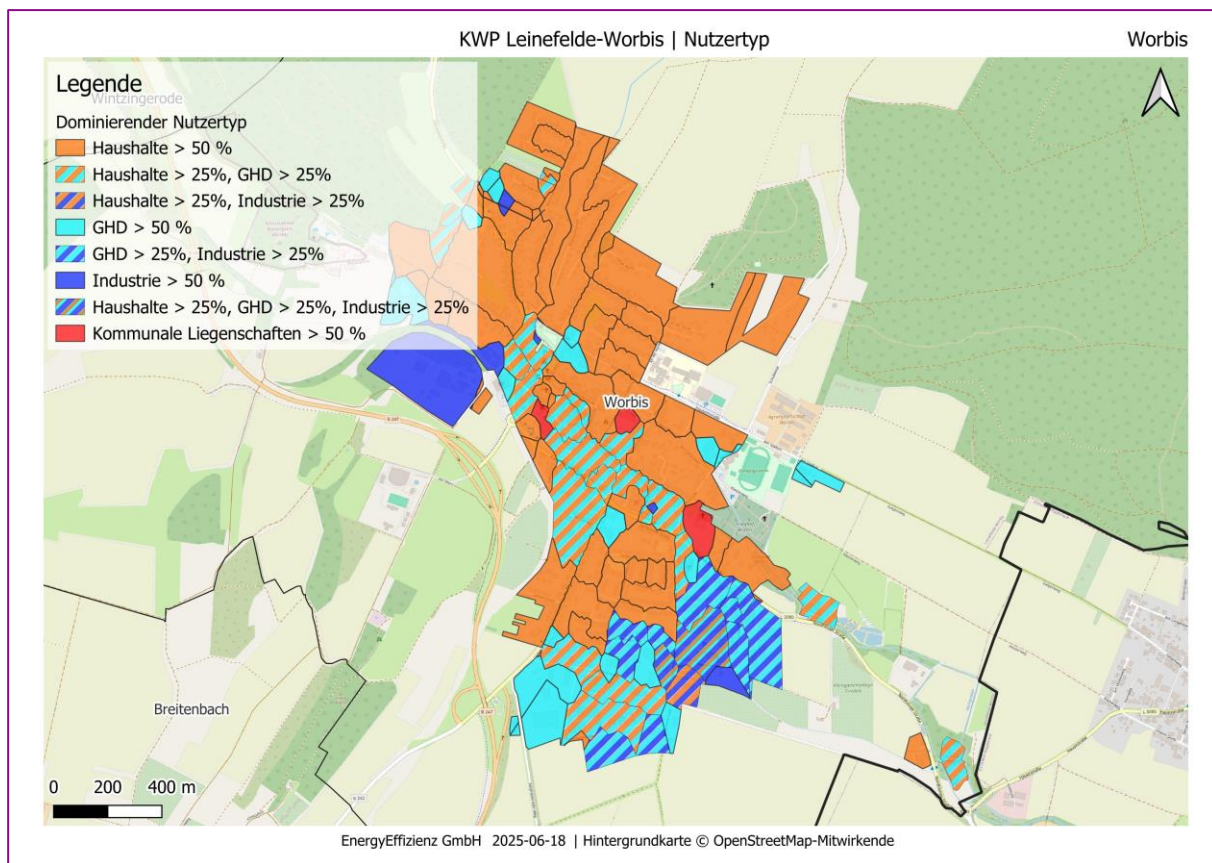 KWP Leinefelde-Worbis | Nutzertyp
Worbis
Legende
Wintzingerode
Dominierender Nutzertyp
Haushalte > 50 %
Haushalte > 25%, GHD > 25%
Haushalte > 25%, Industrie > 25%
GHD > 50 %
GHD > 25%, Industrie > 25%
Industrie > 50 %
Haushalte > 25%, GHD > 25%, Industrie > 25%
Kommunale Liegenschaften > 50 %
Worbis
Breitenbach
0 200 400 m
EnergyEffizienz GmbH 2025-06-18 | Hintergrundkarte © OpenStreetMap-Mitwirkende